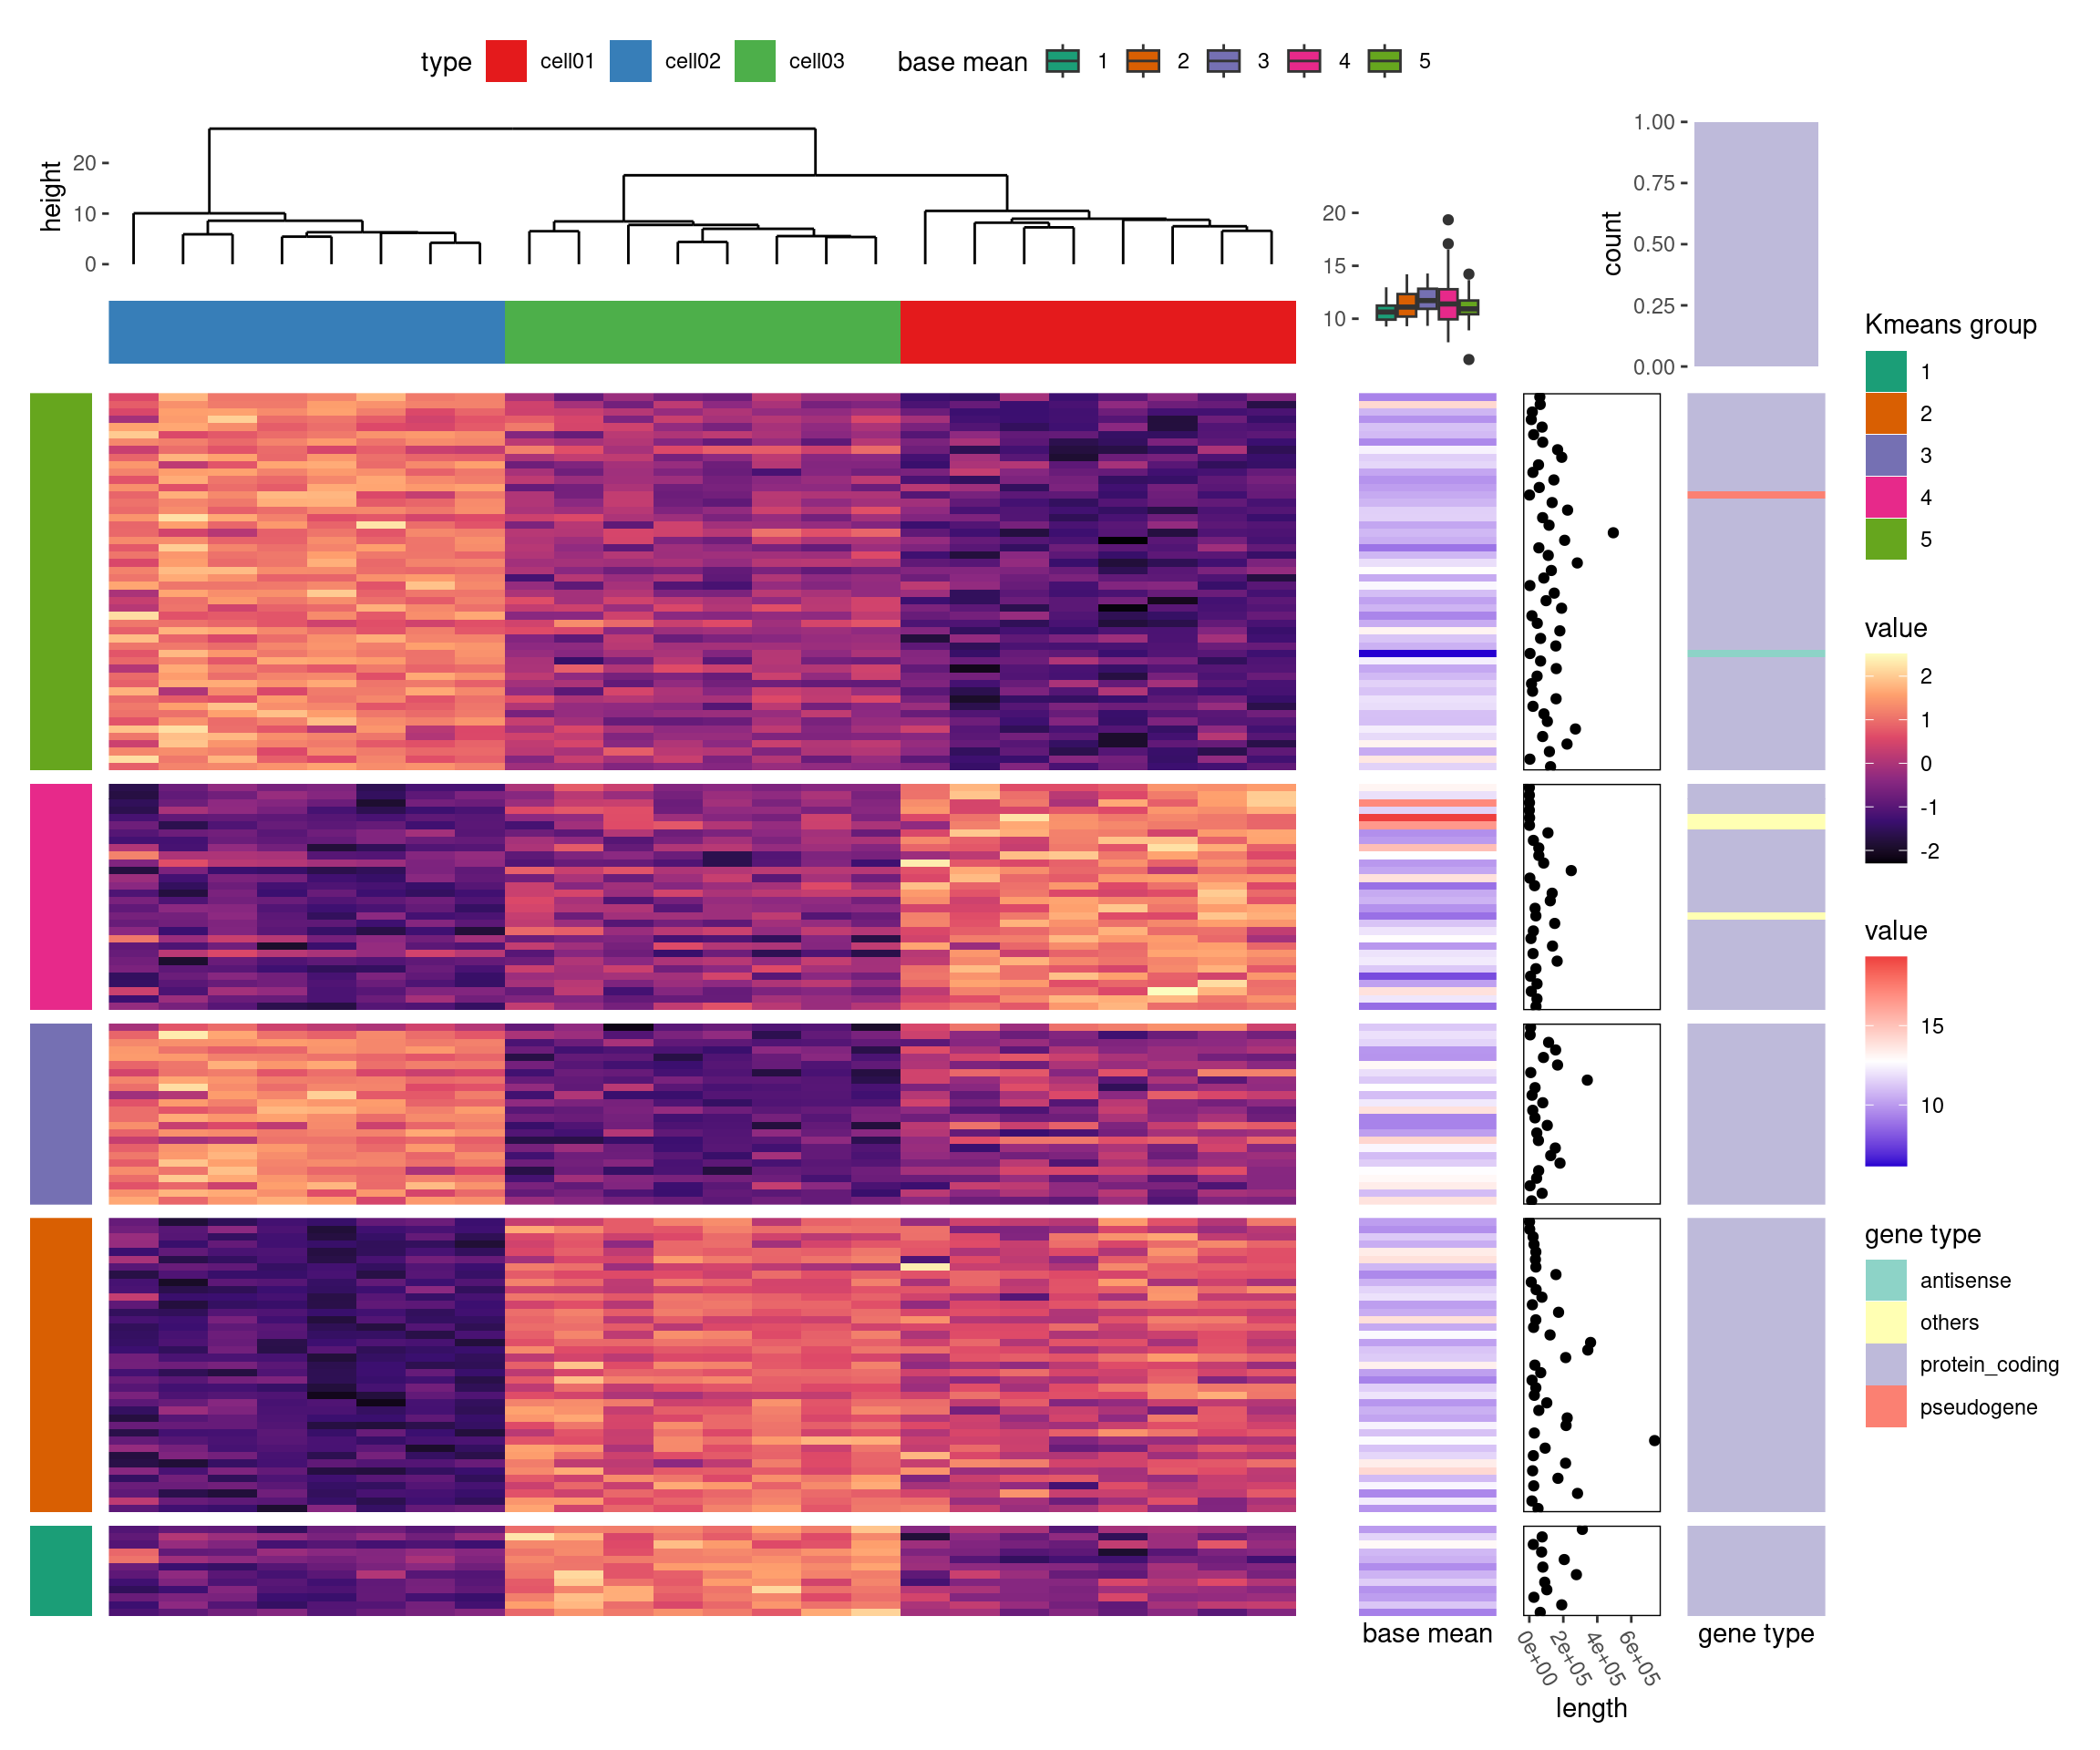 type cell01 cell02 cell03 base mean 1 2 3 4 5
height
20
10
0
20
15
10
count
1.00
0.75
0.50
0.25
0.00
Kmeans group
1
2
3
4
5
value
2
1
0
-1
-2
value
15
10
gene type
antisense
others
protein_coding
pseudogene
base mean
0e+00 2e+05 4e+05 6e+05
length
gene type